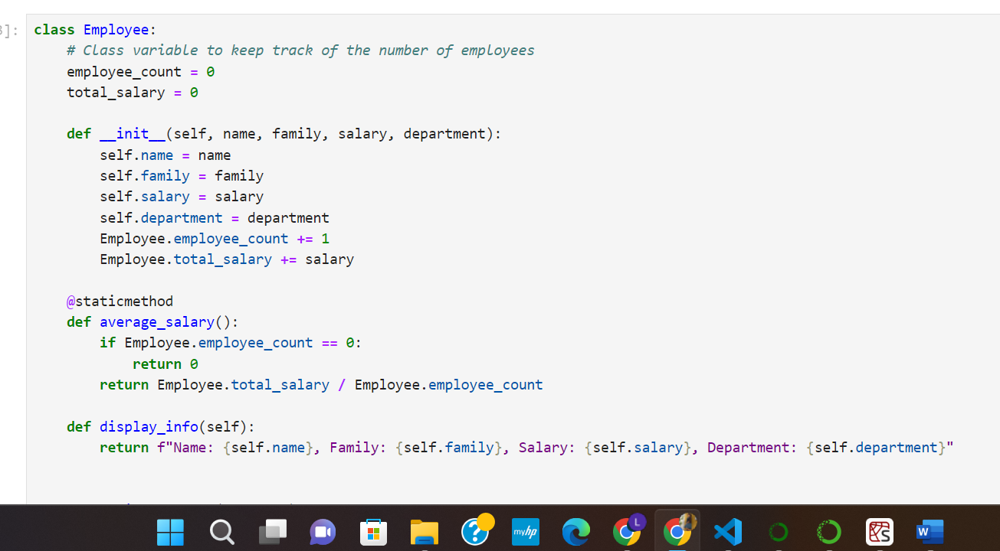 ]:
class Employee:
    # Class variable to keep track of the number of employees
    employee_count = 0
    total_salary = 0

    def __init__(self, name, family, salary, department):
        self.name = name
        self.family = family
        self.salary = salary
        self.department = department
        Employee.employee_count += 1
        Employee.total_salary += salary

    @staticmethod
    def average_salary():
        if Employee.employee_count == 0:
            return 0
        return Employee.total_salary / Employee.employee_count

    def display_info(self):
        return f"Name: {self.name}, Family: {self.family}, Salary: {self.salary}, Department: {self.department}"
?
myhp
L
S
W